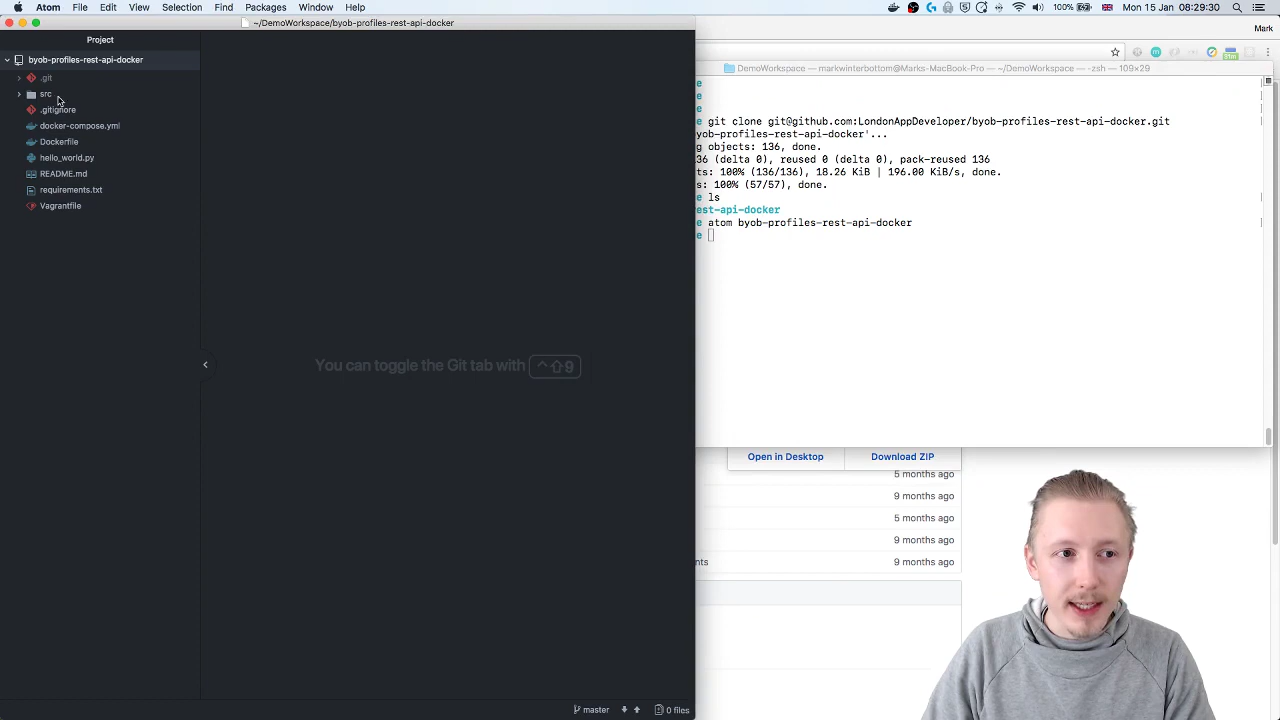 Atom File Edit View Selection Find Packages Window Help
100% Mon 15 Jan 08:29:30
~/DemoWorkspace/byob-profiles-rest-api-docker
Mark
Project
byob-profiles-rest-api-docker
.git
src
.gitignore
docker-compose.yml
Dockerfile
hello_world.py
README.md
requirements.txt
Vagrantfile
You can toggle the Git tab with ⌃⇧9
master 0 files
DemoWorkspace — markwinterbottom@Marks-MacBook-Pro — ~/DemoWorkspace — -zsh — 109×29
e
e
e
e git clone git@github.com:LondonAppDeveloper/byob-profiles-rest-api-docker.git
yob-profiles-rest-api-docker'...
g objects: 136, done.
36 (delta 0), reused 0 (delta 0), pack-reused 136
ts: 100% (136/136), 18.26 KiB | 196.00 KiB/s, done.
s: 100% (57/57), done.
e ls
est-api-docker
e atom byob-profiles-rest-api-docker
e
Open in Desktop Download ZIP
5 months ago
9 months ago
5 months ago
9 months ago
nts 9 months ago